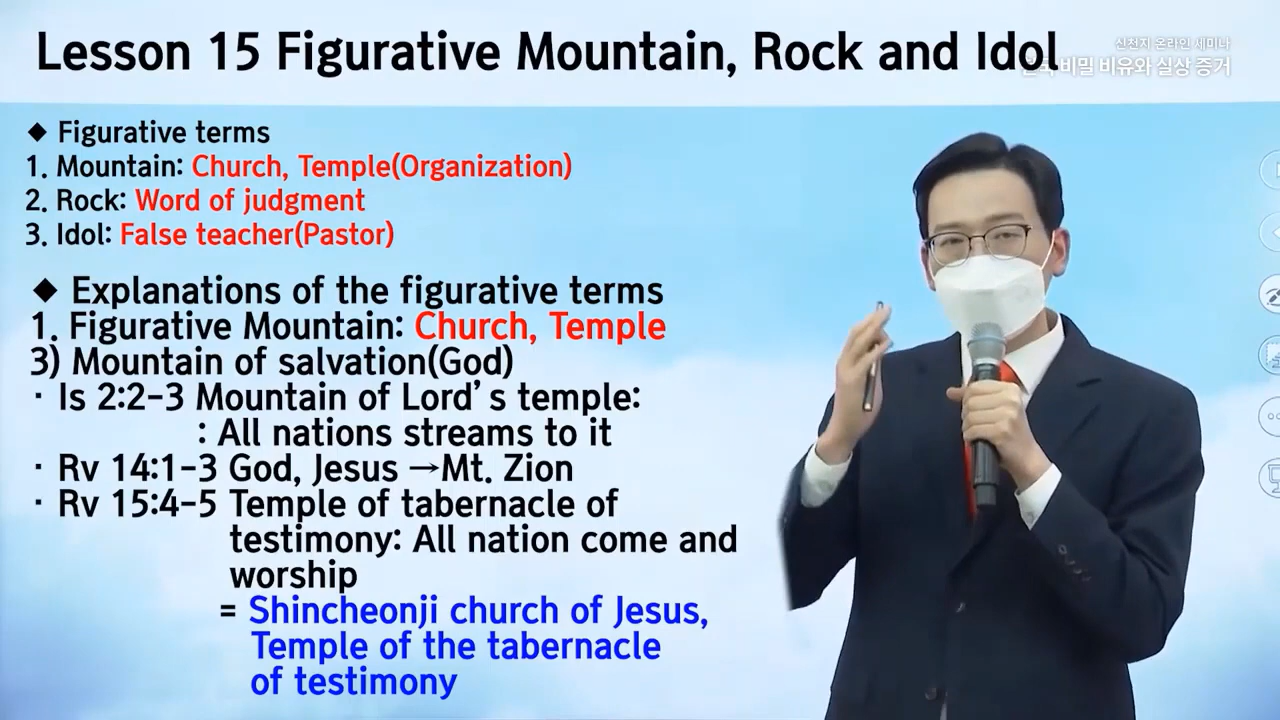 Lesson 15 Figurative Mountain, Rock and Idol
신천지 온라인 세미나
비밀 비유와 실상 증거
◆ Figurative terms
1. Mountain: Church, Temple(Organization)
2. Rock: Word of judgment
3. Idol: False teacher(Pastor)
◆ Explanations of the figurative terms
1. Figurative Mountain: Church, Temple
3) Mountain of salvation(God)
· Is 2:2-3 Mountain of Lord’s temple:
: All nations streams to it
· Rv 14:1-3 God, Jesus →Mt. Zion
· Rv 15:4-5 Temple of tabernacle of
testimony: All nation come and
worship
= Shincheonji church of Jesus,
Temple of the tabernacle
of testimony